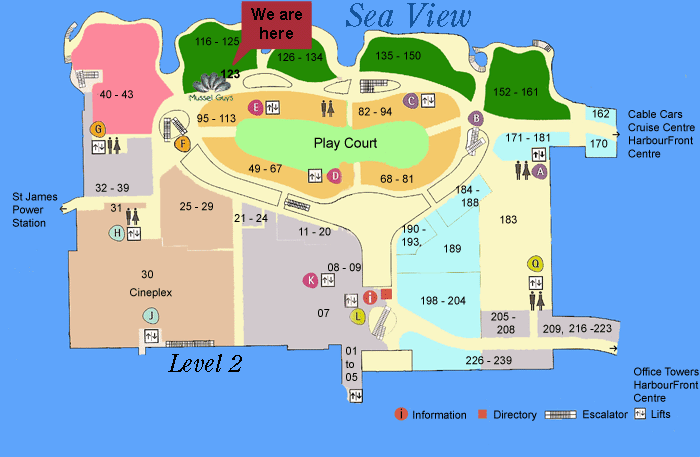 Sea View
We are
here
116 - 125
126 - 134
135 - 150
123
Mussel Guys
40 - 43
152 - 161
E
C
95 - 113
82 - 94
B
162
Cable Cars
Cruise Centre
HarbourFront
Centre
G
F
Play Court
171 - 181
170
49 - 67
D
68 - 81
A
32 - 39
184 -
188
St James
Power
Station
31
25 - 29
21 - 24
11 - 20
190 -
193,
183
H
189
30
Cineplex
08 - 09
K
Q
J
07
i
L
198 - 204
205 -
208
209, 216 -223
Level 2
01
to
05
226 - 239
Office Towers
HarbourFront
Centre
i Information
Directory
Escalator
Lifts